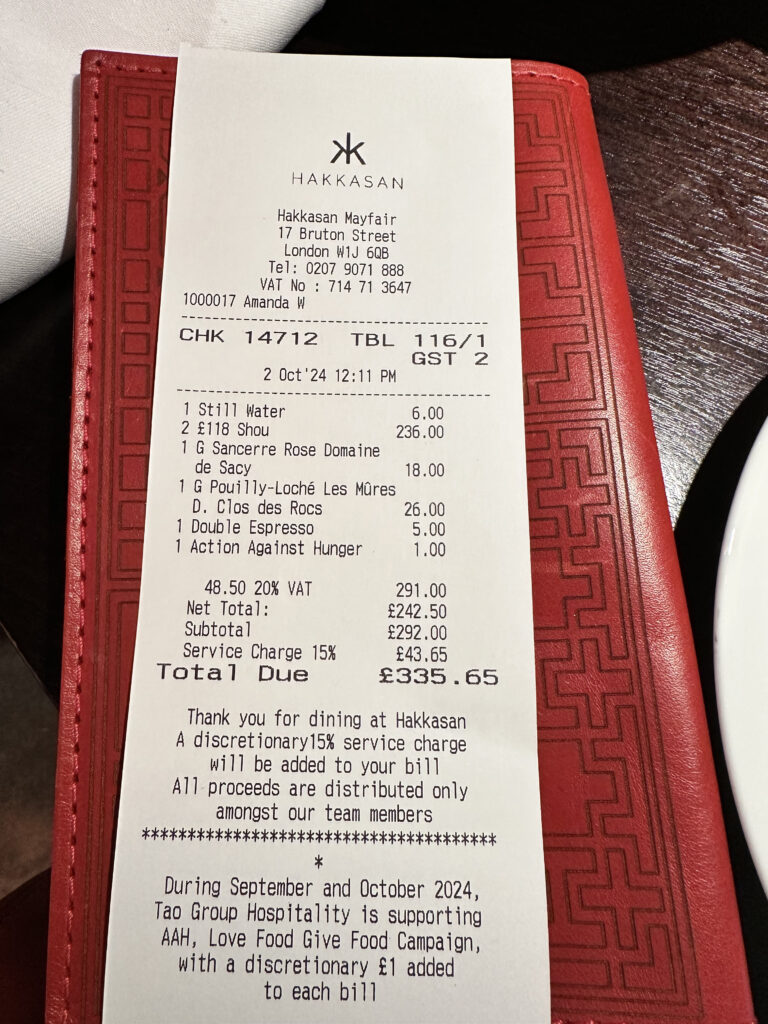 HAKKASAN
Hakkasan Mayfair
17 Bruton Street
London W1J 6QB
Tel: 0207 9071 888
VAT No : 714 71 3647
1000017 Amanda W
CHK 14712 TBL 116/1
GST 2
2 Oct'24 12:11 PM
1 Still Water 6.00
2 £118 Shou 236.00
1 G Sancerre Rose Domaine
de Sacy 18.00
1 G Pouilly-Loché Les Mûres
D. Clos des Rocs 26.00
1 Double Espresso 5.00
1 Action Against Hunger 1.00
48.50 20% VAT 291.00
Net Total: £242.50
Subtotal £292.00
Service Charge 15% £43.65
Total Due £335.65
Thank you for dining at Hakkasan
A discretionary15% service charge
will be added to your bill
All proceeds are distributed only
amongst our team members
***************************************
*
During September and October 2024,
Tao Group Hospitality is supporting
AAH, Love Food Give Food Campaign,
with a discretionary £1 added
to each bill